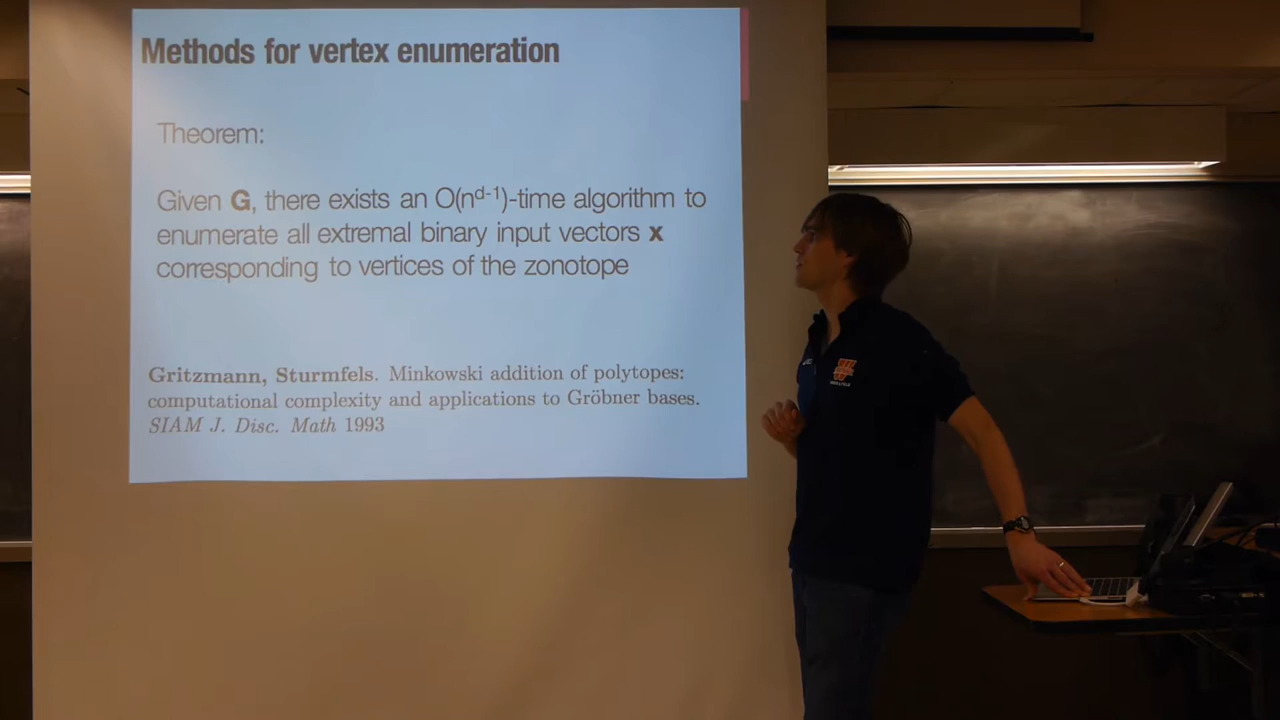 Methods for vertex enumeration
Theorem:
Given G, there exists an O(n^{d-1})-time algorithm to
enumerate all extremal binary input vectors x
corresponding to vertices of the zonotope
Gritzmann, Sturmfels. Minkowski addition of polytopes:
computational complexity and applications to Gröbner bases.
SIAM J. Disc. Math 1993